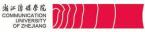 浙江传媒学院
COMMUNICATION
UNIVERSITY
OF ZHEJIANG